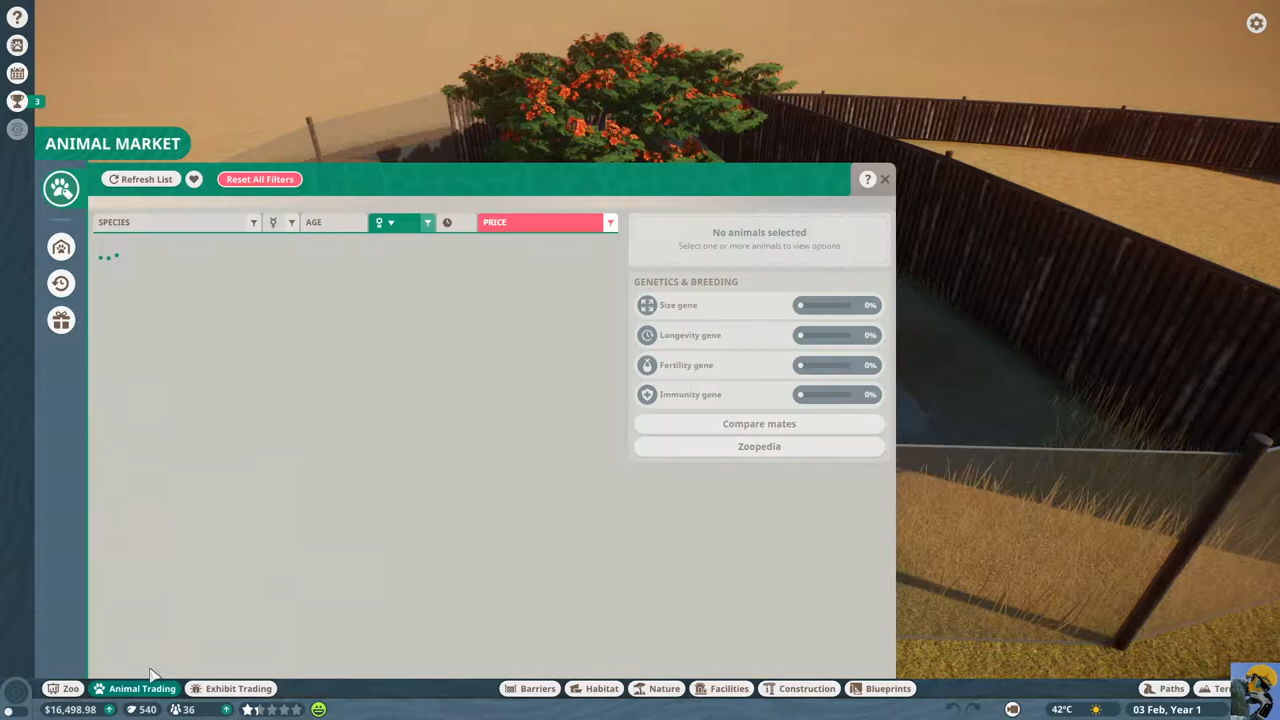 ?
3
ANIMAL MARKET
Refresh List
Reset All Filters
?
SPECIES
AGE
PRICE
No animals selected
Select one or more animals to view options
GENETICS & BREEDING
Size gene
0%
Longevity gene
0%
Fertility gene
0%
Immunity gene
0%
Compare mates
Zoopedia
Zoo
Animal Trading
Exhibit Trading
Barriers
Habitat
Nature
Facilities
Construction
Blueprints
Paths
$16,498.98
540
36
42°C
03 Feb, Year 1